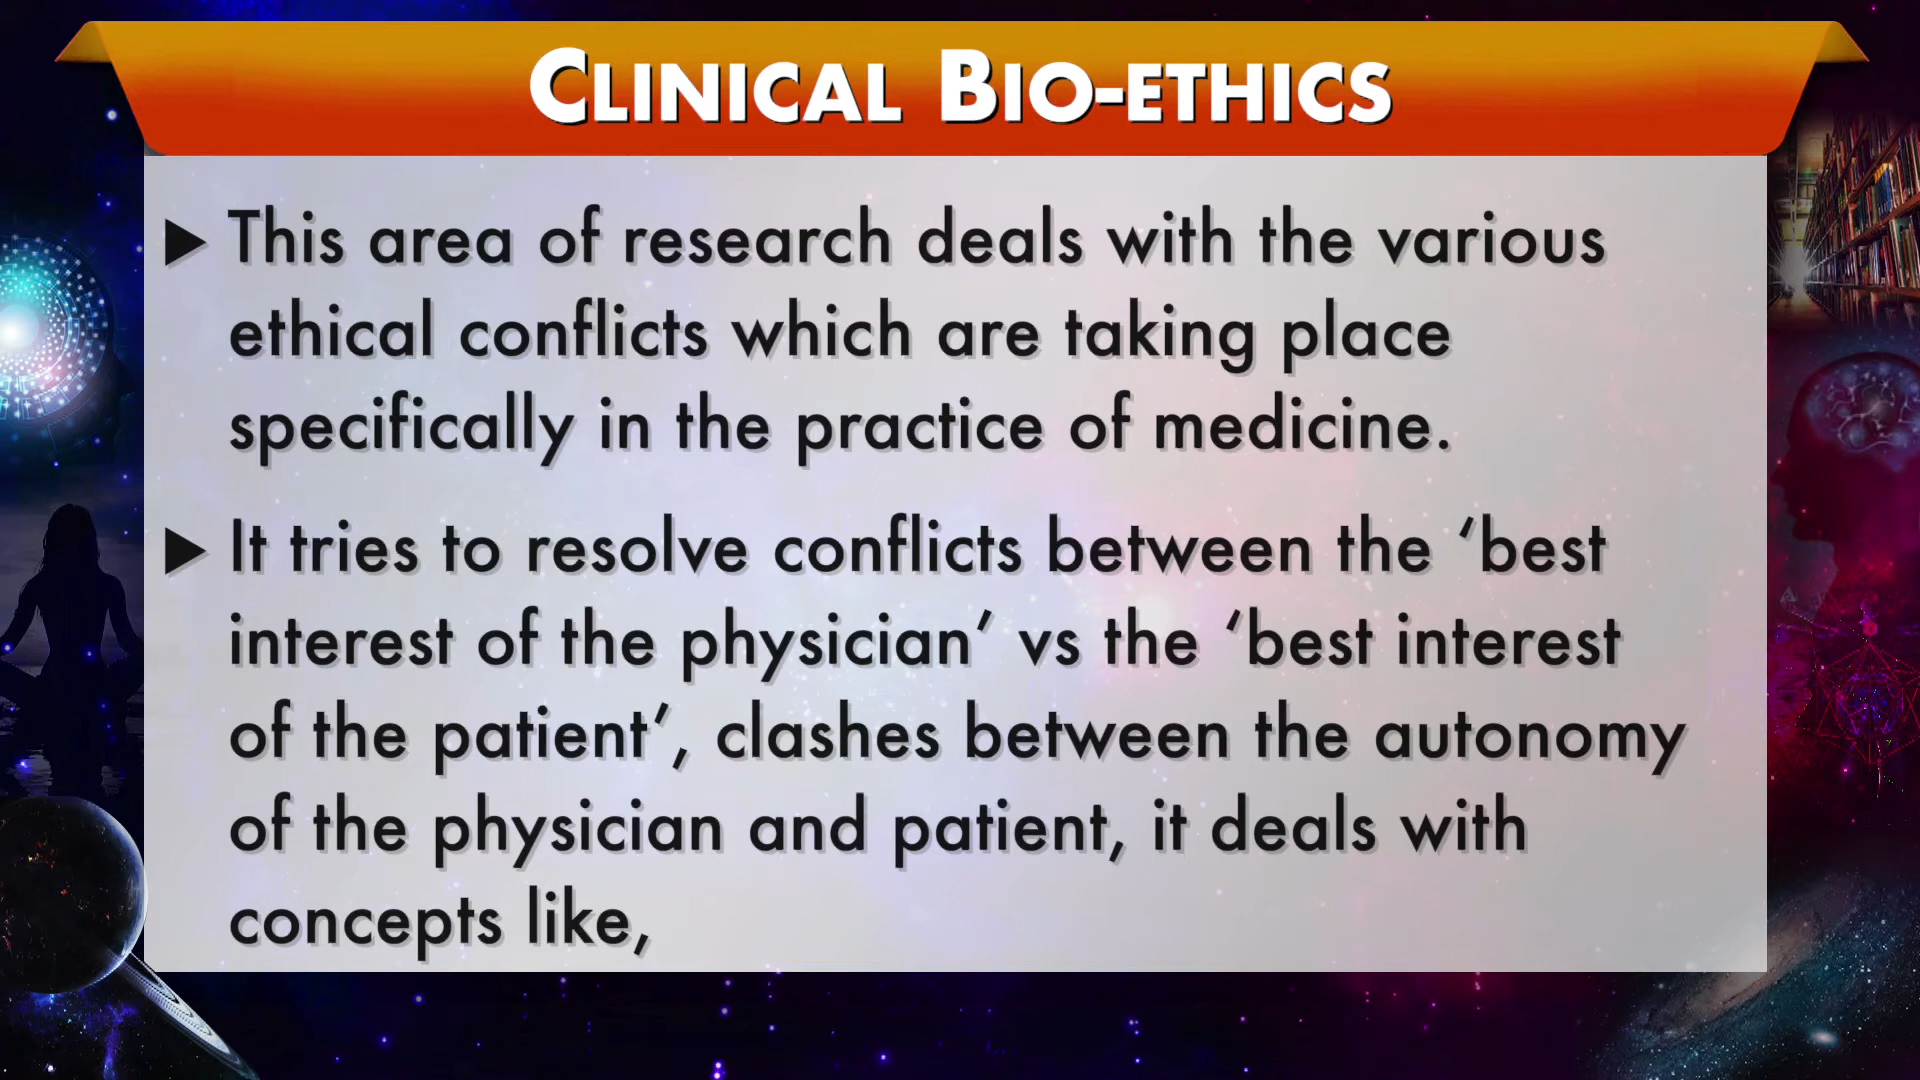 CLINICAL BIO-ETHICS
▶ This area of research deals with the various
ethical conflicts which are taking place
specifically in the practice of medicine.
▶ It tries to resolve conflicts between the ‘best
interest of the physician’ vs the ‘best interest
of the patient’, clashes between the autonomy
of the physician and patient, it deals with
concepts like,